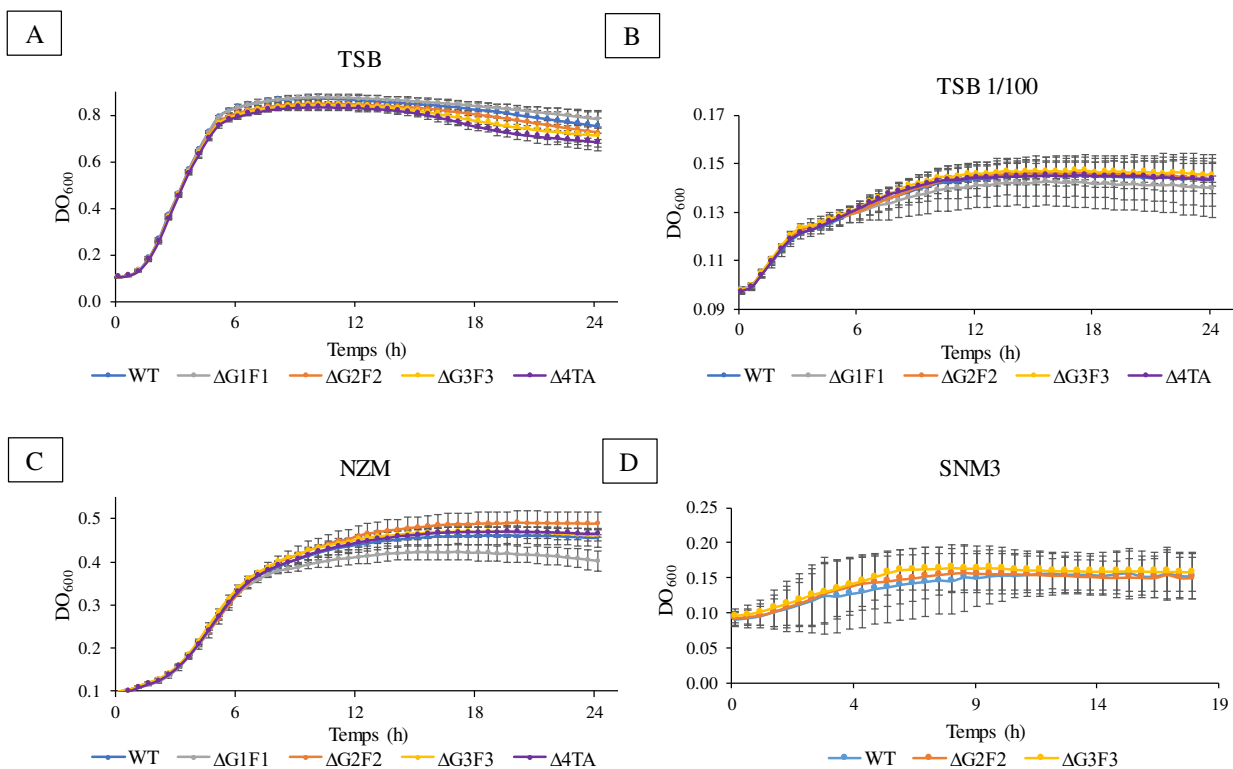 A
TSB
DO600
0.8
0.6
0.4
0.2
0.0
0 6 12 18 24
Temps (h)
WT ΔG1F1 ΔG2F2 ΔG3F3 Δ4TA
B
TSB 1/100
DO600
0.17
0.15
0.13
0.11
0.09
0 6 12 18 24
Temps (h)
WT ΔG1F1 ΔG2F2 ΔG3F3 Δ4TA
C
NZM
DO600
0.5
0.4
0.3
0.2
0.1
0 6 12 18 24
Temps (h)
WT ΔG1F1 ΔG2F2 ΔG3F3 Δ4TA
D
SNM3
DO600
0.25
0.20
0.15
0.10
0.05
0.00
0 4 9 14 19
Temps (h)
WT ΔG2F2 ΔG3F3